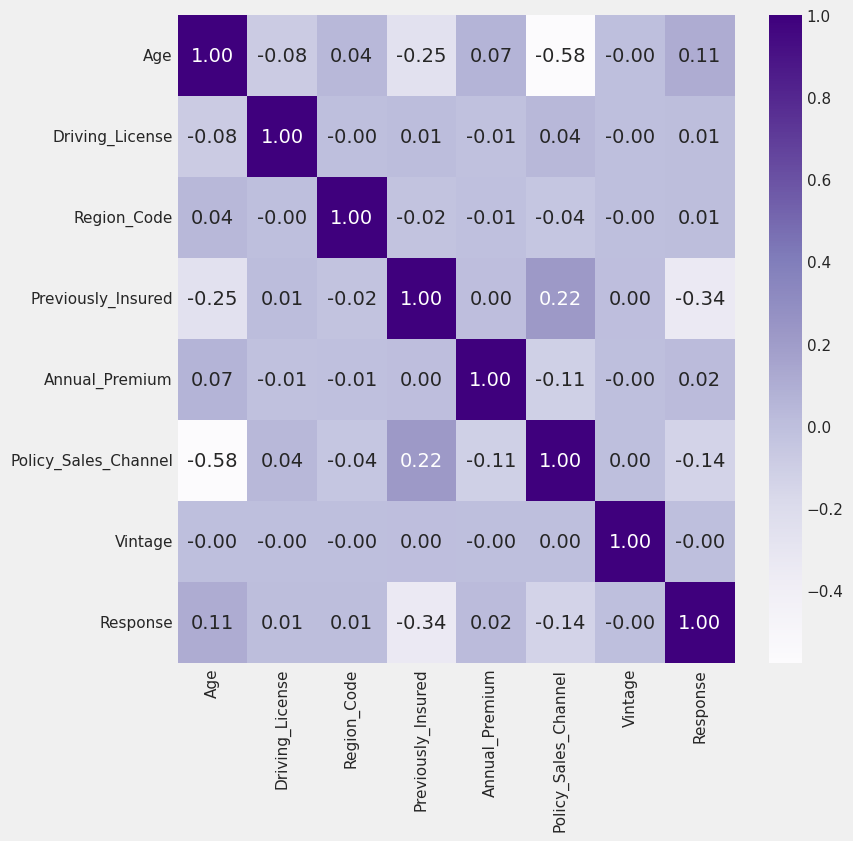 1.0
Age 1.00 -0.08 0.04 -0.25 0.07 -0.58 -0.00 0.11
0.8
Driving_License -0.08 1.00 -0.00 0.01 -0.01 0.04 -0.00 0.01
0.6
Region_Code 0.04 -0.00 1.00 -0.02 -0.01 -0.04 -0.00 0.01
0.4
Previously_Insured -0.25 0.01 -0.02 1.00 0.00 0.22 0.00 -0.34
0.2
Annual_Premium 0.07 -0.01 -0.01 0.00 1.00 -0.11 -0.00 0.02
0.0
Policy_Sales_Channel -0.58 0.04 -0.04 0.22 -0.11 1.00 0.00 -0.14
−0.2
Vintage -0.00 -0.00 -0.00 0.00 -0.00 0.00 1.00 -0.00
−0.4
Response 0.11 0.01 0.01 -0.34 0.02 -0.14 -0.00 1.00
Age
Driving_License
Region_Code
Previously_Insured
Annual_Premium
Policy_Sales_Channel
Vintage
Response